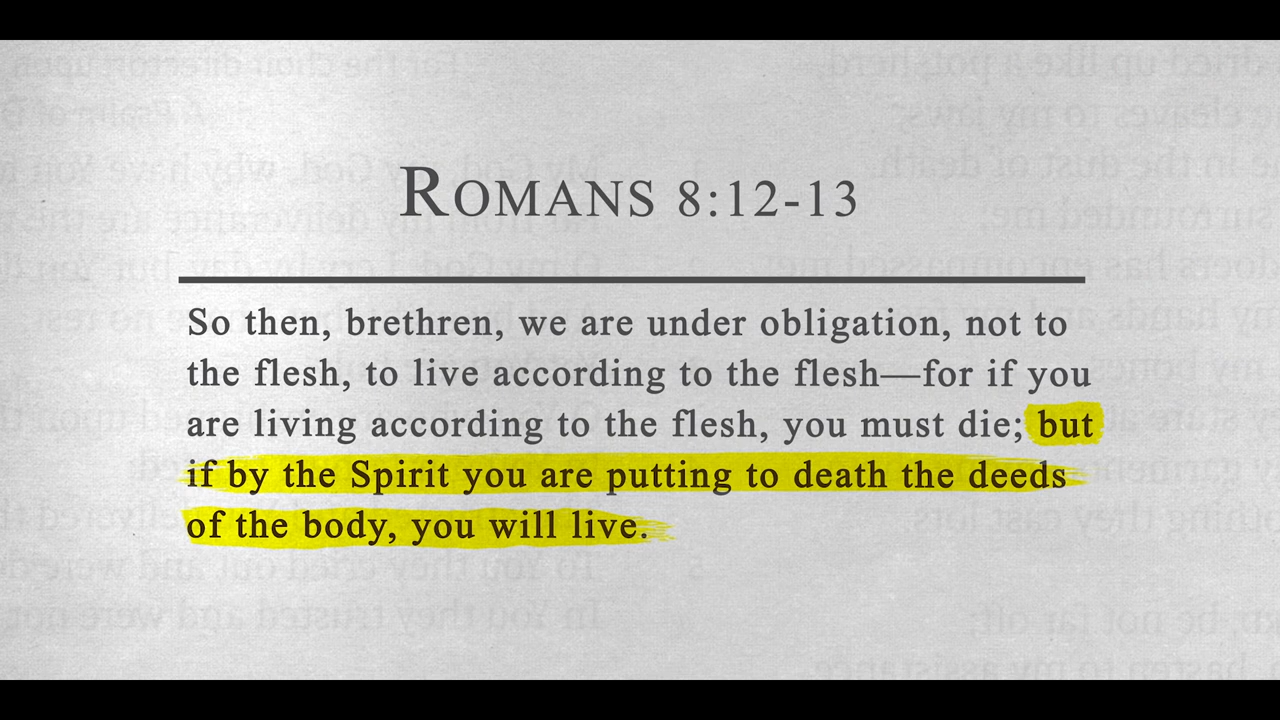 ROMANS 8:12-13
So then, brethren, we are under obligation, not to
the flesh, to live according to the flesh—for if you
are living according to the flesh, you must die; but
if by the Spirit you are putting to death the deeds
of the body, you will live.